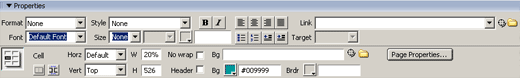 Properties
Format None Style None B I Link
Font Default Font Size None Target
Cell Horz Default W 20% No wrap Bg Page Properties...
Vert Top H 526 Header Bg #009999 Brdr